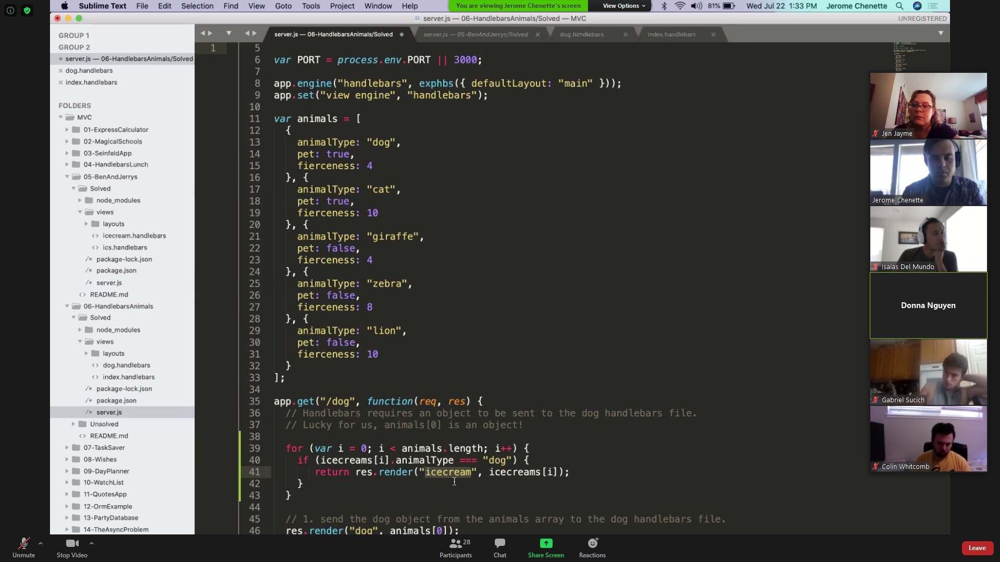 Sublime Text File Edit Selection Find View Goto Tools Project Window Help You are viewing Jerome Chenette's screen View Options 81% Wed Jul 22 1:33 PM Jerome Chenette
server.js — 06-HandlebarsAnimals/Solved — MVC UNREGISTERED
GROUP 1
GROUP 2
server.js — 06-HandlebarsAnimals/Solved
dog.handlebars
index.handlebars
FOLDERS
MVC
01-ExpressCalculator
02-MagicalSchools
03-SeinfeldApp
04-HandlebarsLunch
05-BenAndJerrys
Solved
node_modules
views
layouts
<> icecream.handlebars
<> ics.handlebars
/* package-lock.json
/* package.json
/* server.js
<> README.md
06-HandlebarsAnimals
Solved
node_modules
views
layouts
<> dog.handlebars
<> index.handlebars
/* package-lock.json
/* package.json
/* server.js
Unsolved
<> README.md
07-TaskSaver
08-Wishes
09-DayPlanner
10-WatchList
11-QuotesApp
12-OrmExample
13-PartyDatabase
14-TheAsyncProblem
server.js — 06-HandlebarsAnimals/Solved server.js — 05-BenAndJerrys/Solved dog.handlebars index.handlebars
1
5
6 var PORT = process.env.PORT || 3000;
7
8 app.engine("handlebars", exphbs({ defaultLayout: "main" }));
9 app.set("view engine", "handlebars");
10
11 var animals = [
12 {
13 animalType: "dog",
14 pet: true,
15 fierceness: 4
16 }, {
17 animalType: "cat",
18 pet: true,
19 fierceness: 10
20 }, {
21 animalType: "giraffe",
22 pet: false,
23 fierceness: 4
24 }, {
25 animalType: "zebra",
26 pet: false,
27 fierceness: 8
28 }, {
29 animalType: "lion",
30 pet: false,
31 fierceness: 10
32 }
33 ];
34
35 app.get("/dog", function(req, res) {
36 // Handlebars requires an object to be sent to the dog handlebars file.
37 // Lucky for us, animals[0] is an object!
38
39 for (var i = 0; i < animals.length; i++) {
40 if (icecreams[i].animalType === "dog") {
41 return res.render("icecream", icecreams[i]);
42 }
43 }
44
45 // 1. send the dog object from the animals array to the dog handlebars file.
46 res.render("dog", animals[0]);
Jen Jayme
Jerome Chenette
Isaias Del Mundo
Donna Nguyen
Gabriel Sucich
Colin Whitcomb
Unmute Stop Video Participants 28 Chat Share Screen Reactions Leave